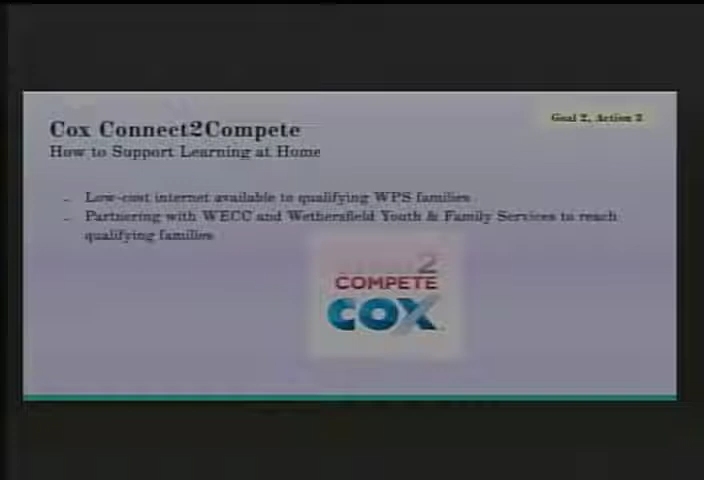 Goal 2, Action 3
Cox Connect2Compete
How to Support Learning at Home
Low-cost internet available to qualifying WPS families
Partnering with WECC and Wethersfield Youth & Family Services to reach
qualifying families
2
COMPETE
COX